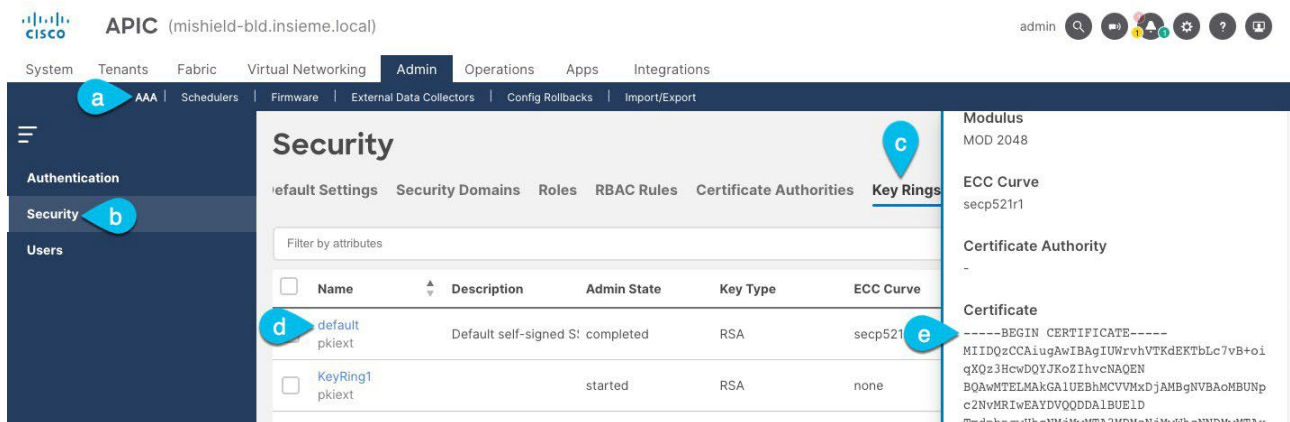 CISCO
APIC (mishield-bld.insieme.local)
admin
1
1
?
System Tenants Fabric Virtual Networking Admin Operations Apps Integrations
a
AAA | Schedulers | Firmware | External Data Collectors | Config Rollbacks | Import/Export
Authentication
Security
b
Users
Security
c
efault Settings Security Domains Roles RBAC Rules Certificate Authorities Key Rings
Filter by attributes
Name Description Admin State Key Type ECC Curve
d
default
pkiext
Default self-signed completed RSA secp52
KeyRing1
pkiext
started RSA none
Modulus
MOD 2048
ECC Curve
secp521r1
Certificate Authority
-
Certificate
e
-----BEGIN CERTIFICATE-----
MIIDQzCCAiugAwIBAgIUWrvhVTKdEKTbLc7vB+oi
qXQz3HcwDQYJKoZIhvcNAQEN
BQAwMTELMAkGA1UEBhMCVVMxDjAMBgNVBAoMBUNp
c2NvMRIwEAYDVQQDDAlBUElD